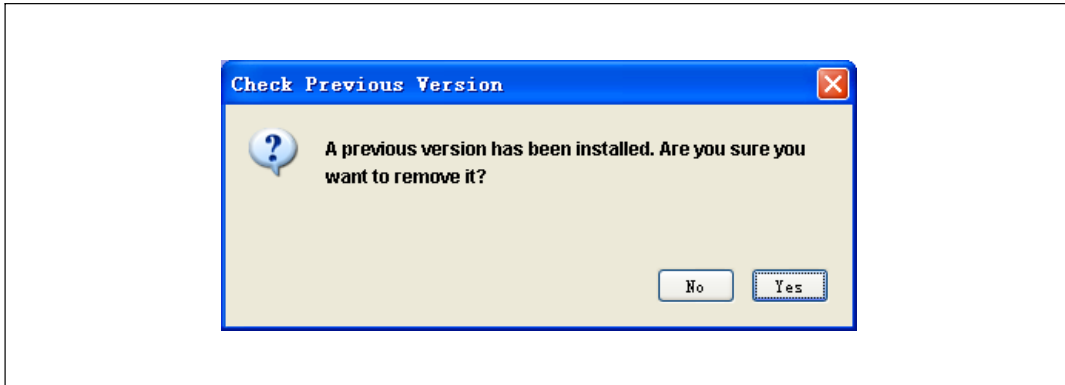 Check Previous Version
A previous version has been installed. Are you sure you
want to remove it?
No
Yes